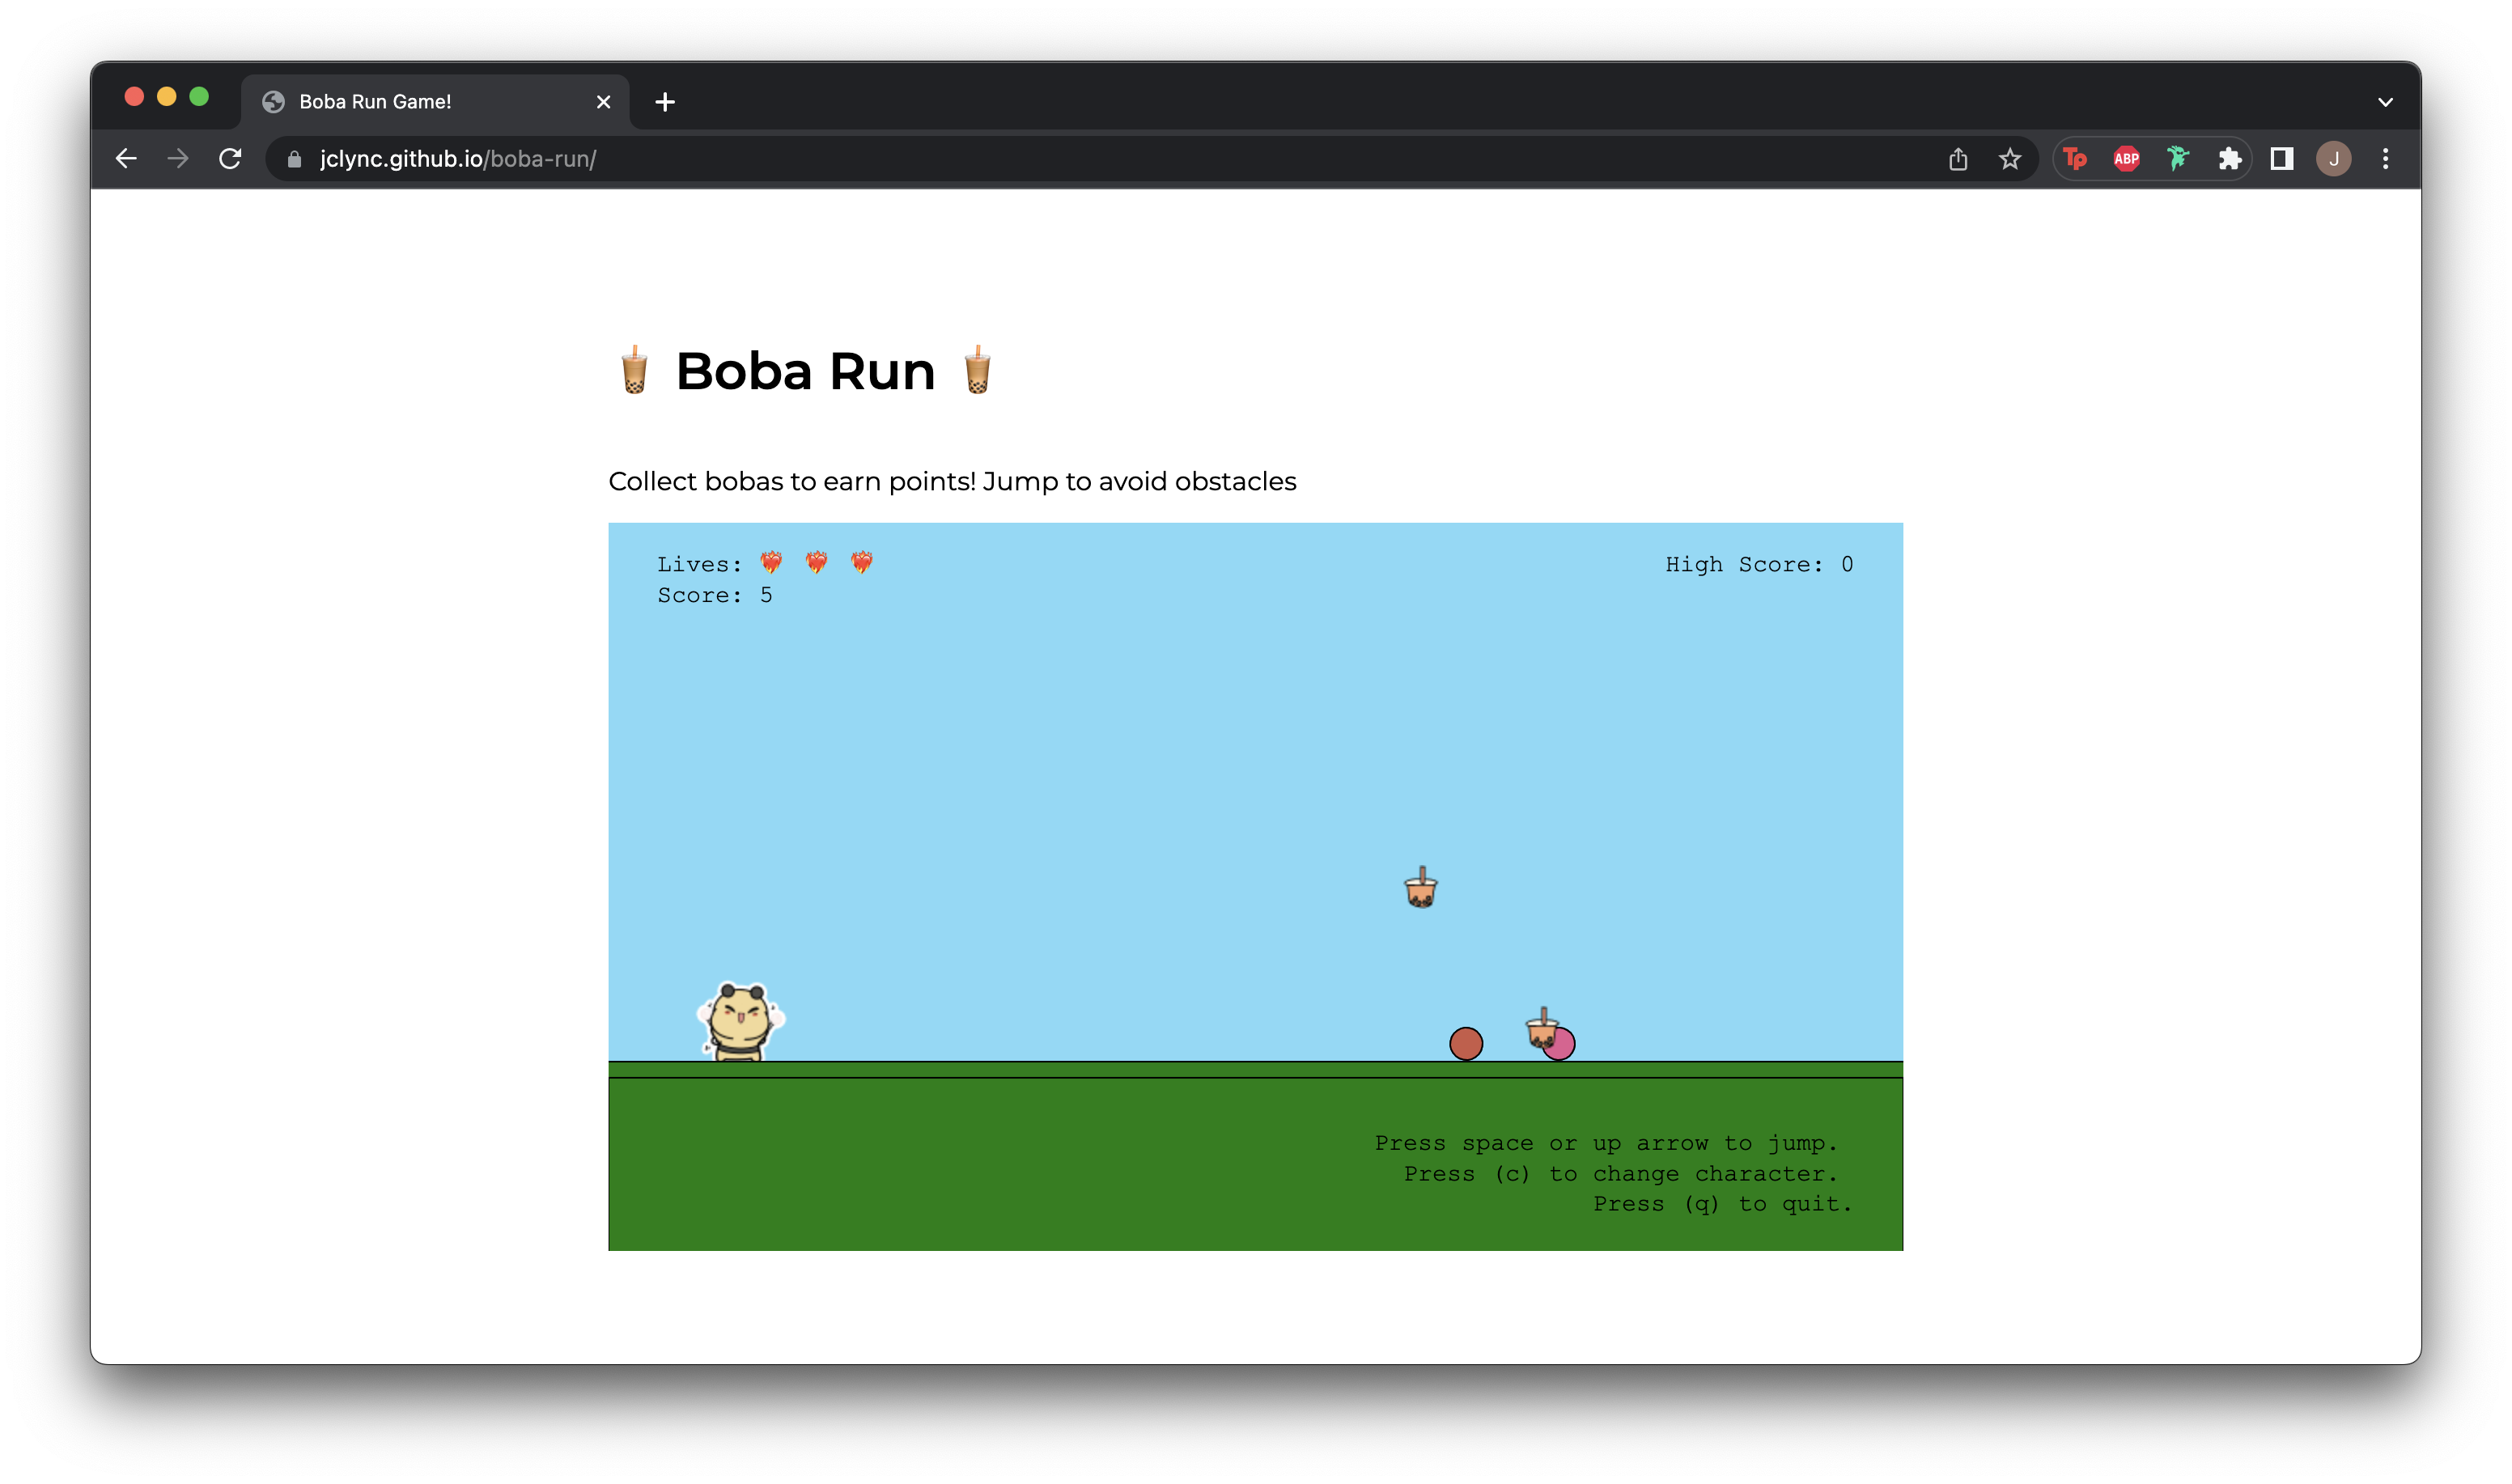 Boba Run Game!
jclync.github.io/boba-run/
Tp
ABP
J
Boba Run
Collect bobas to earn points! Jump to avoid obstacles
Lives:
High Score: 0
Score: 5
Press space or up arrow to jump.
Press (c) to change character.
Press (q) to quit.